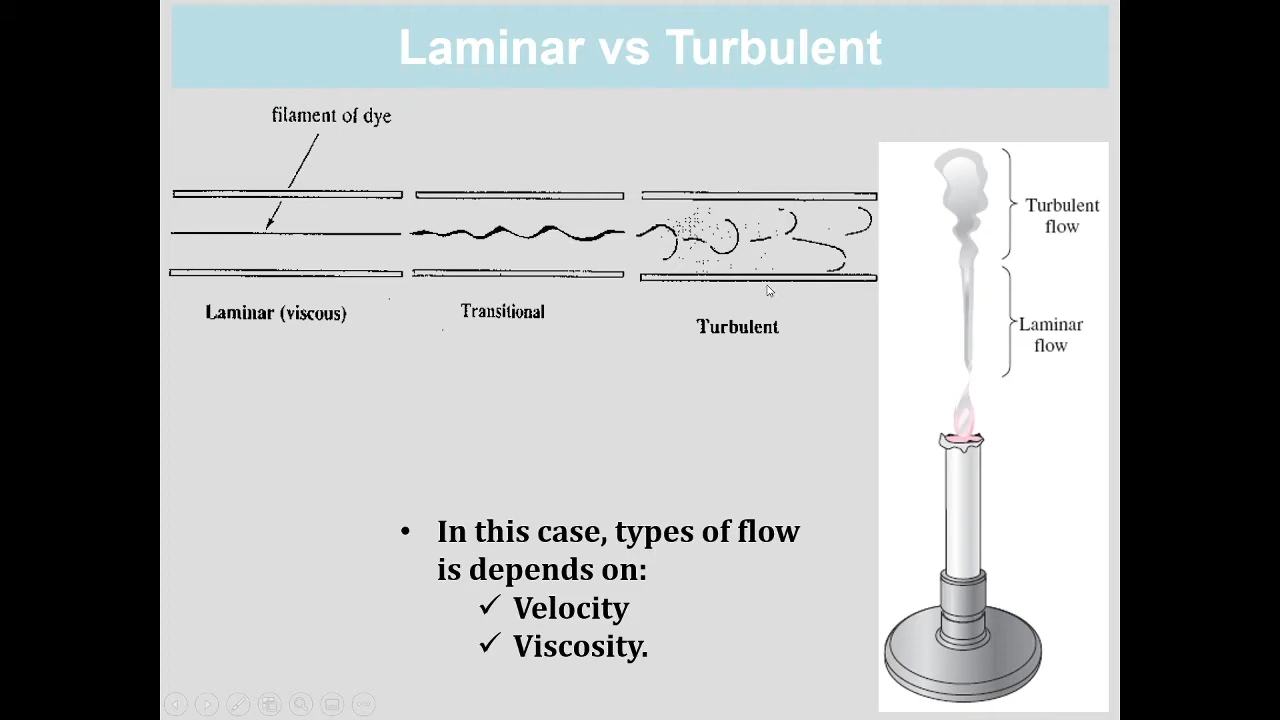 Laminar vs Turbulent
filament of dye
Laminar (viscous)
Transitional
Turbulent
Turbulent
flow
Laminar
flow
• In this case, types of flow
is depends on:
✓ Velocity
✓ Viscosity.